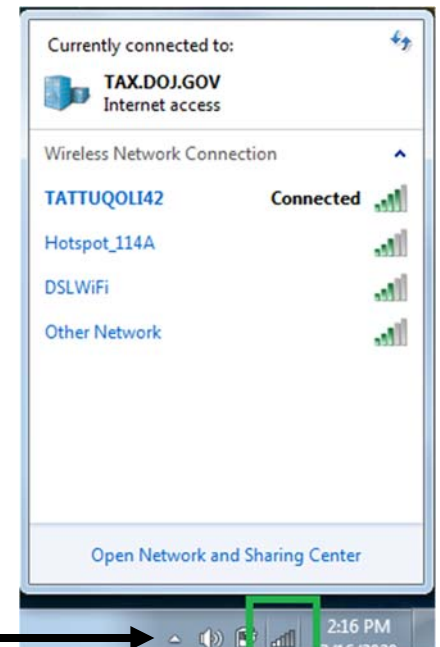 Currently connected to:
TAX.DOJ.GOV
Internet access
Wireless Network Connection
TATTUQOLI42 Connected
Hotspot_114A
DSLWiFi
Other Network
Open Network and Sharing Center
2:16 PM